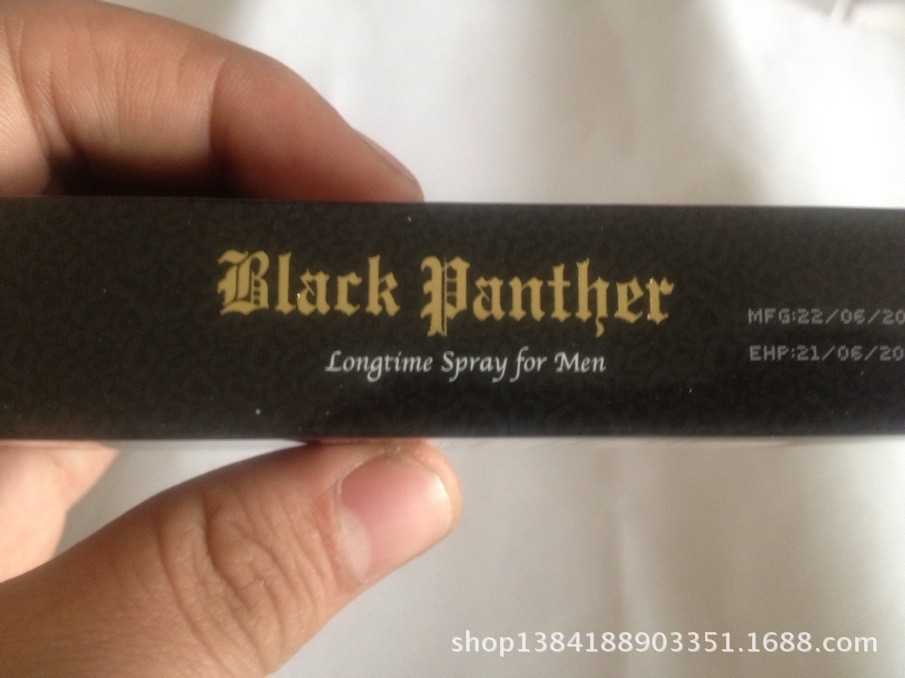 Black Panther
Longtime Spray for Men
MFG:22/06/20
EHP:21/06/20
shop1384188903351.1688.com